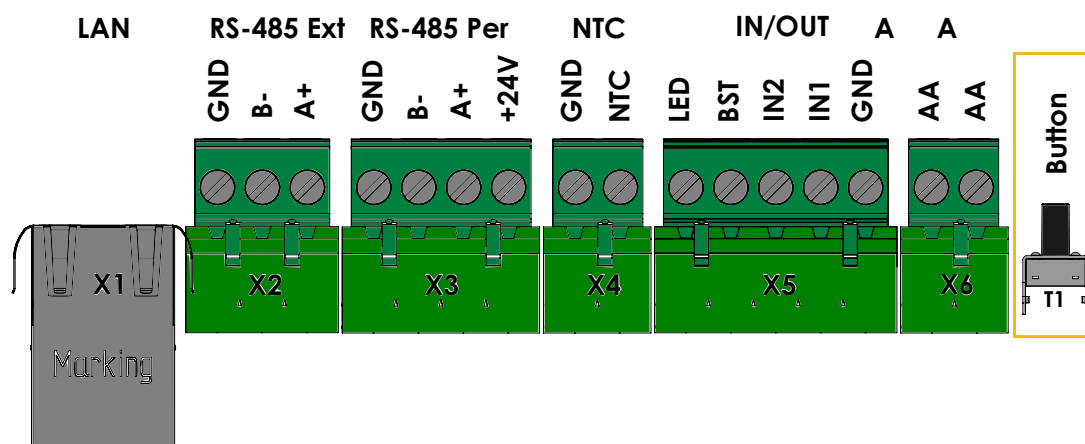 LAN RS-485 Ext RS-485 Per NTC IN/OUT A A
GND B- A+ GND B- A+ +24V GND NTC LED BST IN2 IN1 GND AA AA Button
X1 X2 X3 X4 X5 X6 T1
Marking